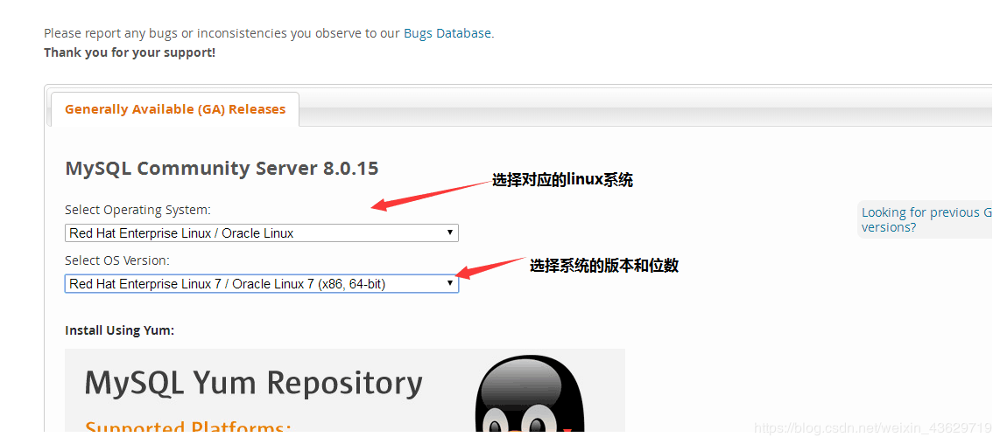 Please report any bugs or inconsistencies you observe to our Bugs Database.
Thank you for your support!
Generally Available (GA) Releases
MySQL Community Server 8.0.15
选择对应的linux系统
Select Operating System:
Looking for previous G
versions?
Red Hat Enterprise Linux / Oracle Linux
Select OS Version:
选择系统的版本和位数
Red Hat Enterprise Linux 7 / Oracle Linux 7 (x86, 64-bit)
Install Using Yum:
MySQL Yum Repository
Supported Platforms:
https://blog.csdn.net/weixin_43629719